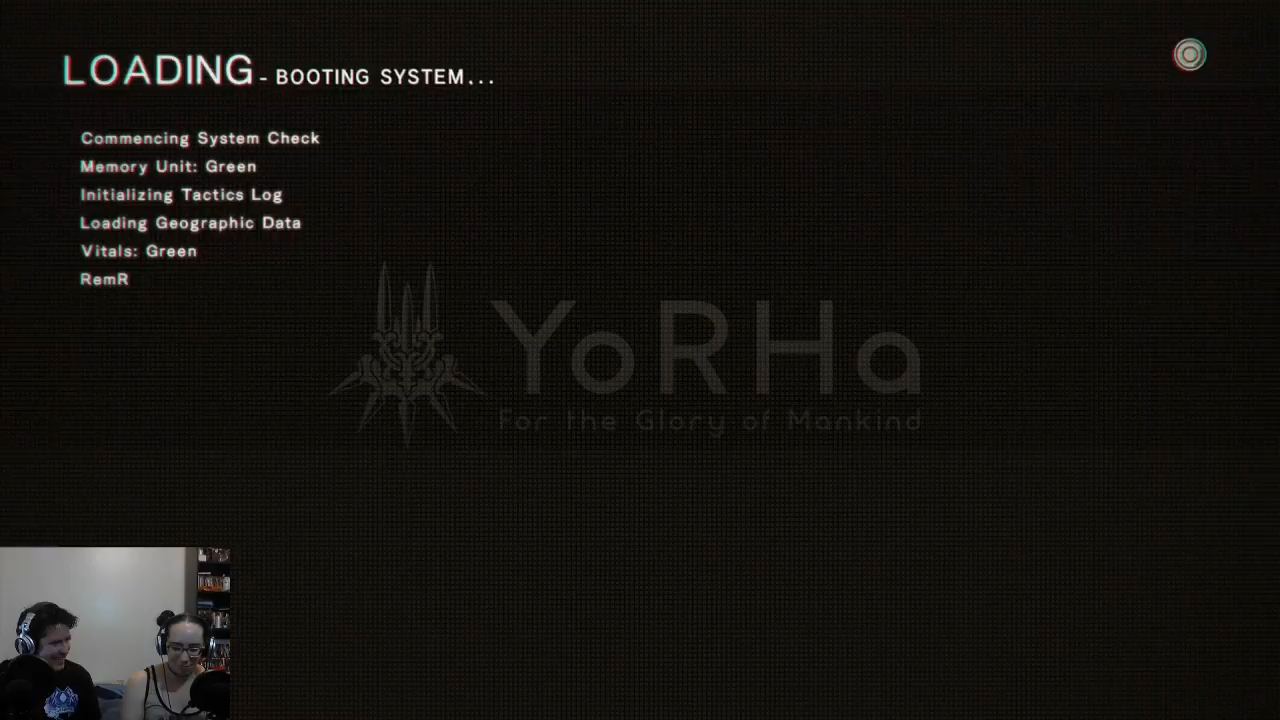 LOADING - BOOTING SYSTEM...
Commencing System Check
Memory Unit: Green
Initializing Tactics Log
Loading Geographic Data
Vitals: Green
RemR
YoRHa
For the Glory of Mankind